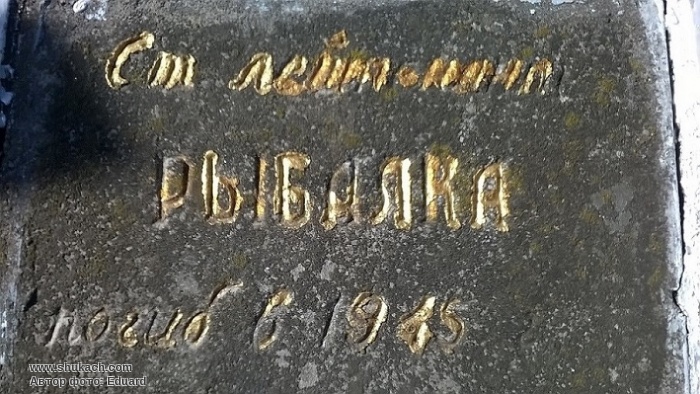 Ст лейтенант
РЫБАЛКА
погиб в 1945
www.shukach.com
Автор фото: Eduard